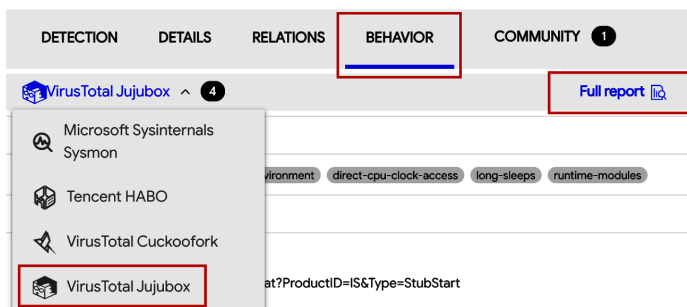 DETECTION DETAILS RELATIONS BEHAVIOR COMMUNITY 1
VirusTotal Jujubox 4 Full report
Microsoft Sysinternals
Sysmon
vironment direct-cpu-clock-access long-sleeps runtime-modules
Tencent HABO
VirusTotal Cuckoofork
VirusTotal Jujubox
at?ProductID=IS&Type=StubStart